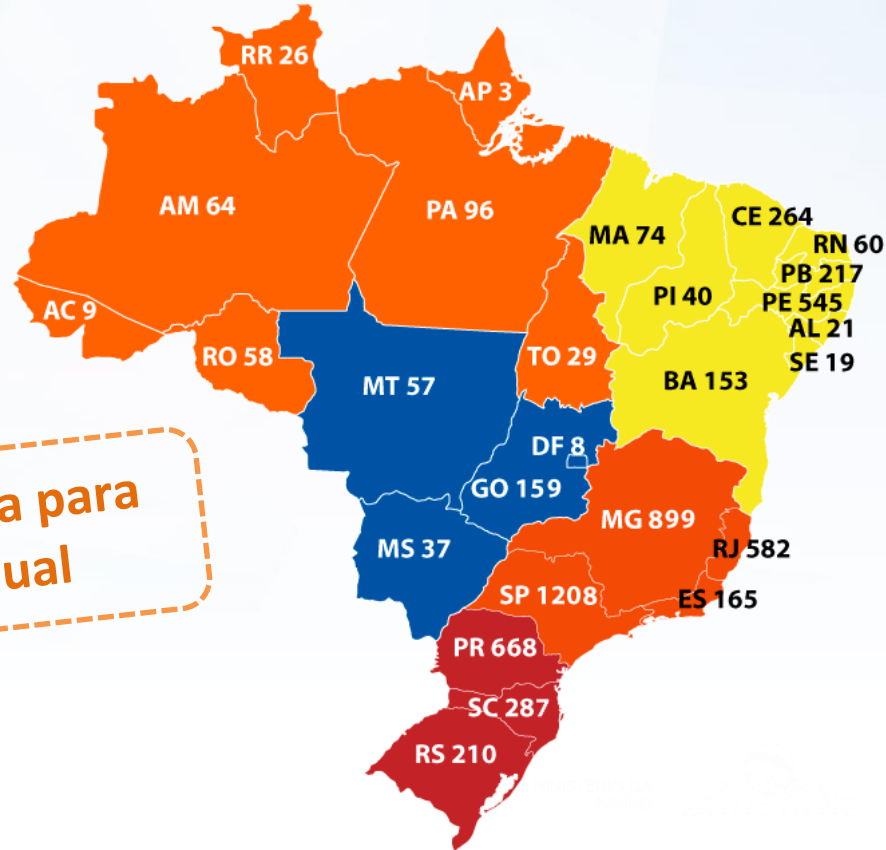 RR 26
AP 3
AM 64
PA 96
MA 74
CE 264
RN 60
PB 217
PI 40
PE 545
AL 21
AC 9
RO 58
TO 29
SE 19
MT 57
BA 153
DF 8
GO 159
a para
ual
MG 899
MS 37
RJ 582
SP 1208
ES 165
PR 668
SC 287
RS 210